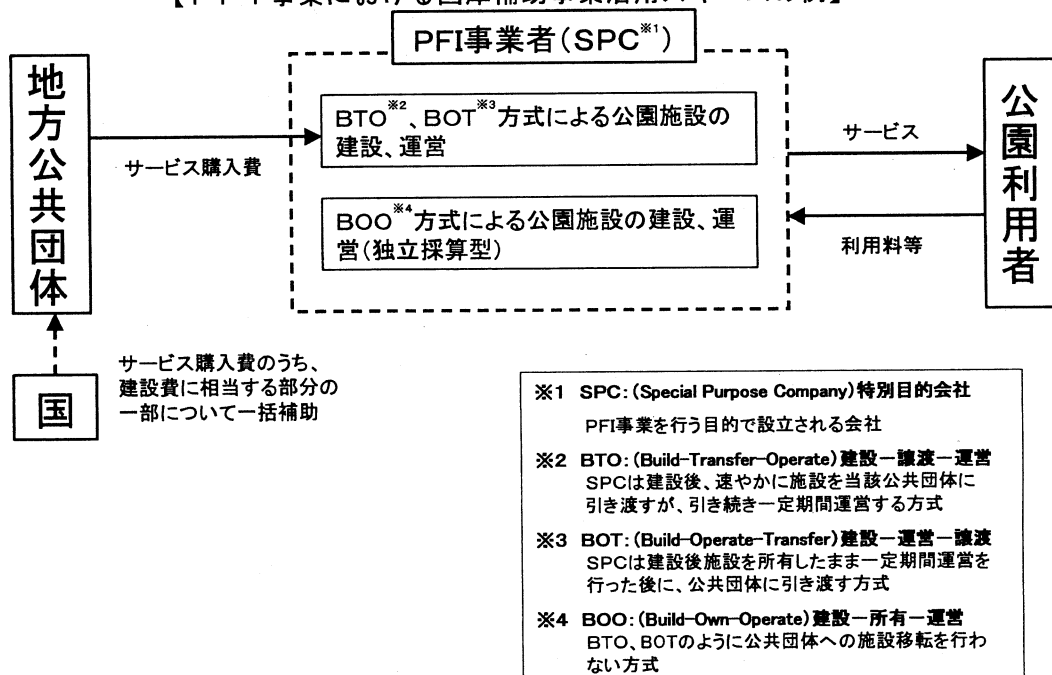 PFI事業者(SPC※1)
地方公共団体
サービス購入費
BTO※2、BOT※3方式による公園施設の
建設、運営
BOO※4方式による公園施設の建設、運
営(独立採算型)
サービス
利用料等
公園利用者
国
サービス購入費のうち、
建設費に相当する部分の
一部について一括補助
※1 SPC:(Special Purpose Company)特別目的会社
PFI事業を行う目的で設立される会社
※2 BTO:(Build-Transfer-Operate)建設-譲渡-運営
SPCは建設後、速やかに施設を当該公共団体に
引き渡すが、引き続き一定期間運営する方式
※3 BOT:(Build-Operate-Transfer)建設-運営-譲渡
SPCは建設後施設を所有したまま一定期間運営を
行った後に、公共団体に引き渡す方式
※4 BOO:(Build-Own-Operate)建設-所有-運営
BTO、BOTのように公共団体への施設移転を行わ
ない方式